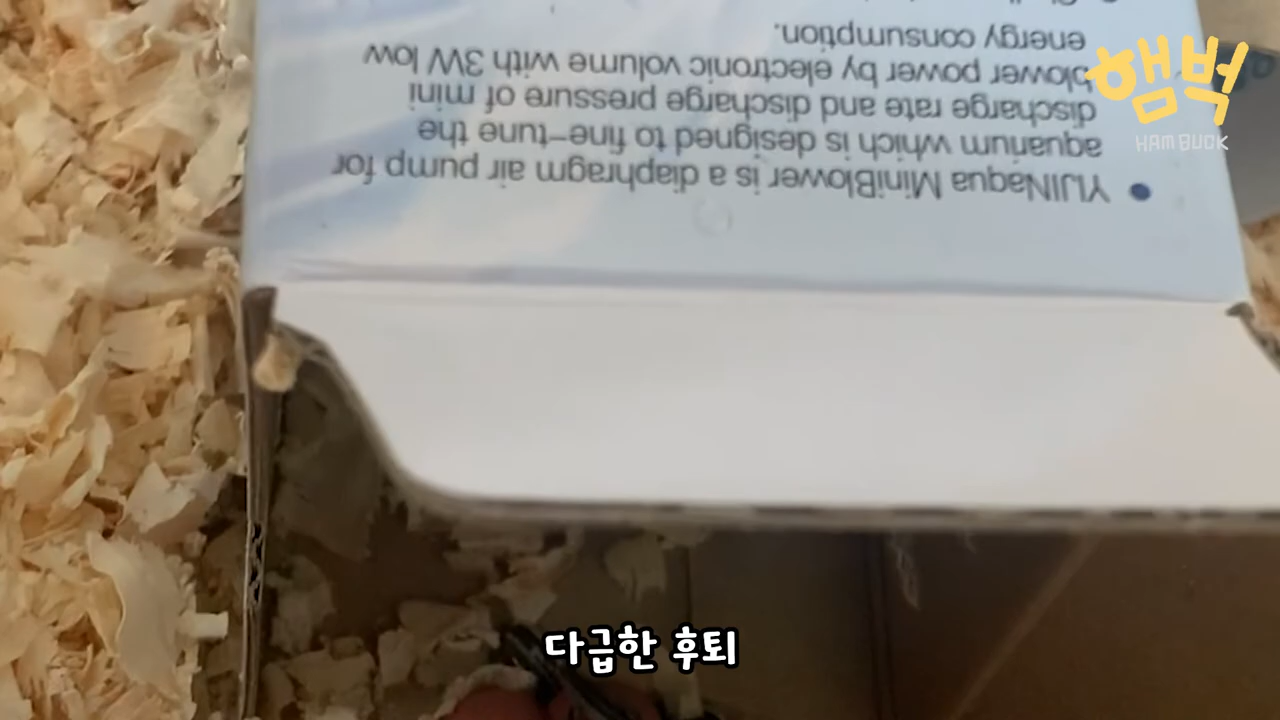 햄벅
HAMBUCK
YIJINaqua MiniBlower is a diaphragm air pump for
aquarium which is designed to fine-tune the
discharge rate and discharge pressure of mini
blower power by electronic volume with 3W low
energy consumption.
다급한 후퇴